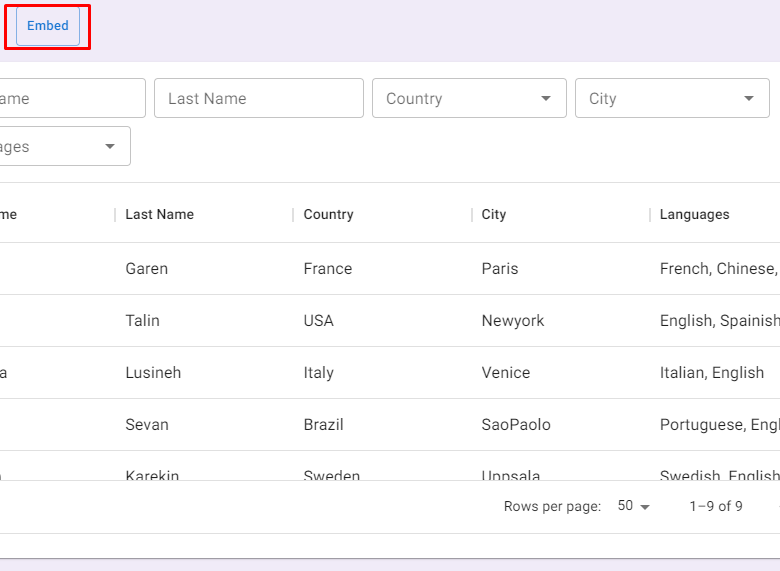 Embed
ame Last Name Country City
ages
me Last Name Country City Languages
Garen France Paris French, Chinese,
Talin USA Newyork English, Spainish
a Lusineh Italy Venice Italian, English
Sevan Brazil SaoPaolo Portuguese, Engl
Karekin Sweden Uppsala Swedish, English
Rows per page: 50 1–9 of 9